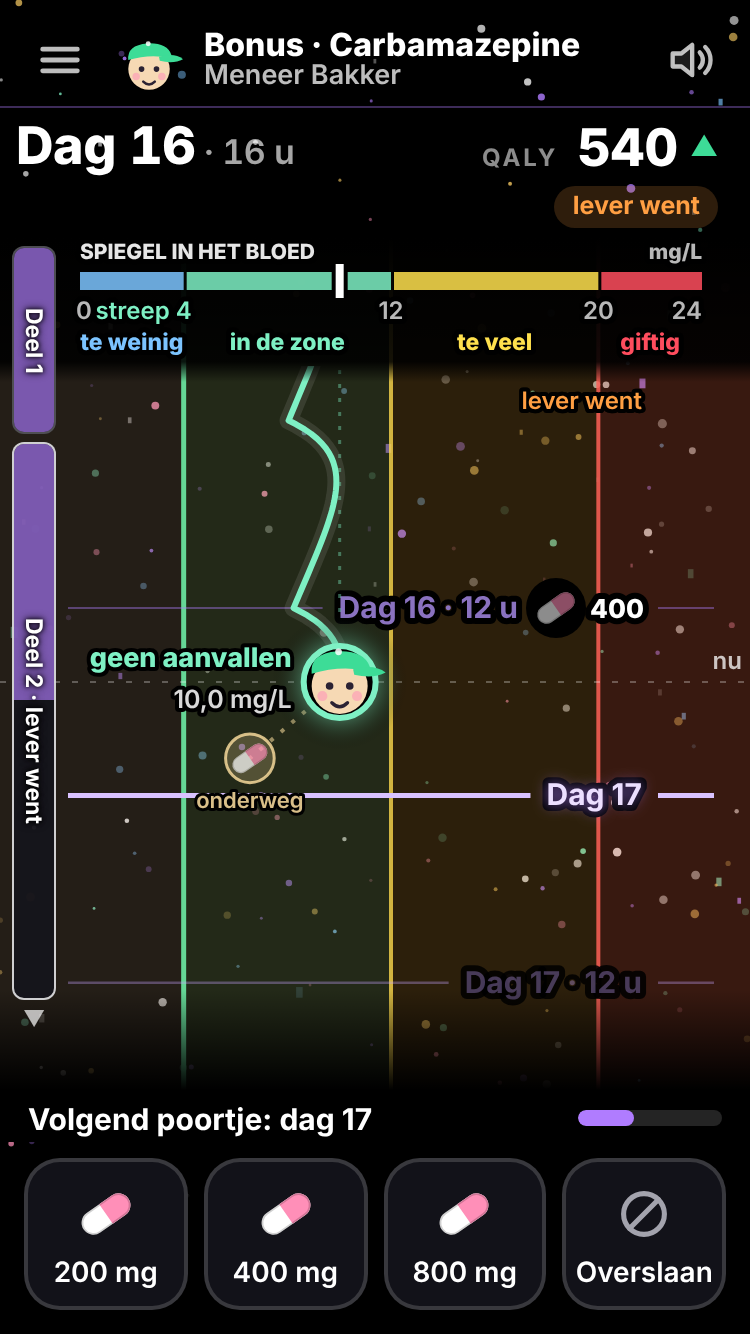 Bonus · Carbamazepine
Meneer Bakker
Dag 16 · 16 u
QALY 540
lever went
SPIEGEL IN HET BLOED mg/L
0 streep 4 12 20 24
te weinig in de zone te veel giftig
lever went
Deel 1
Dag 16 · 12 u 400
geen aanvallen
nu
10,0 mg/L
Deel 2 · lever went
onderweg
Dag 17
Dag 17 · 12 u
Volgend poortje: dag 17
200 mg 400 mg 800 mg Overslaan